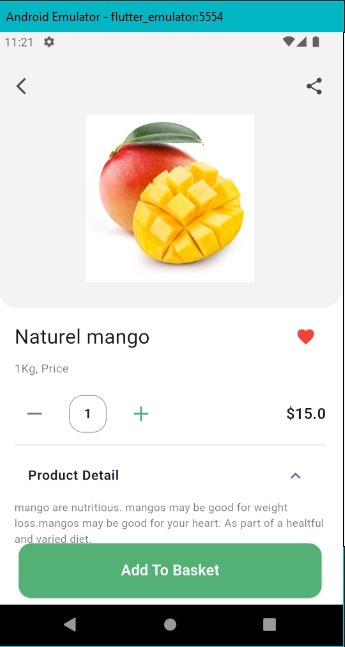 Android Emulator - flutter_emulator:5554
11:21
Naturel mango
1Kg, Price
1
$15.0
Product Detail
mango are nutritious. mangos may be good for weight
loss.mangos may be good for your heart. As part of a healtful
and varied diet.
Add To Basket